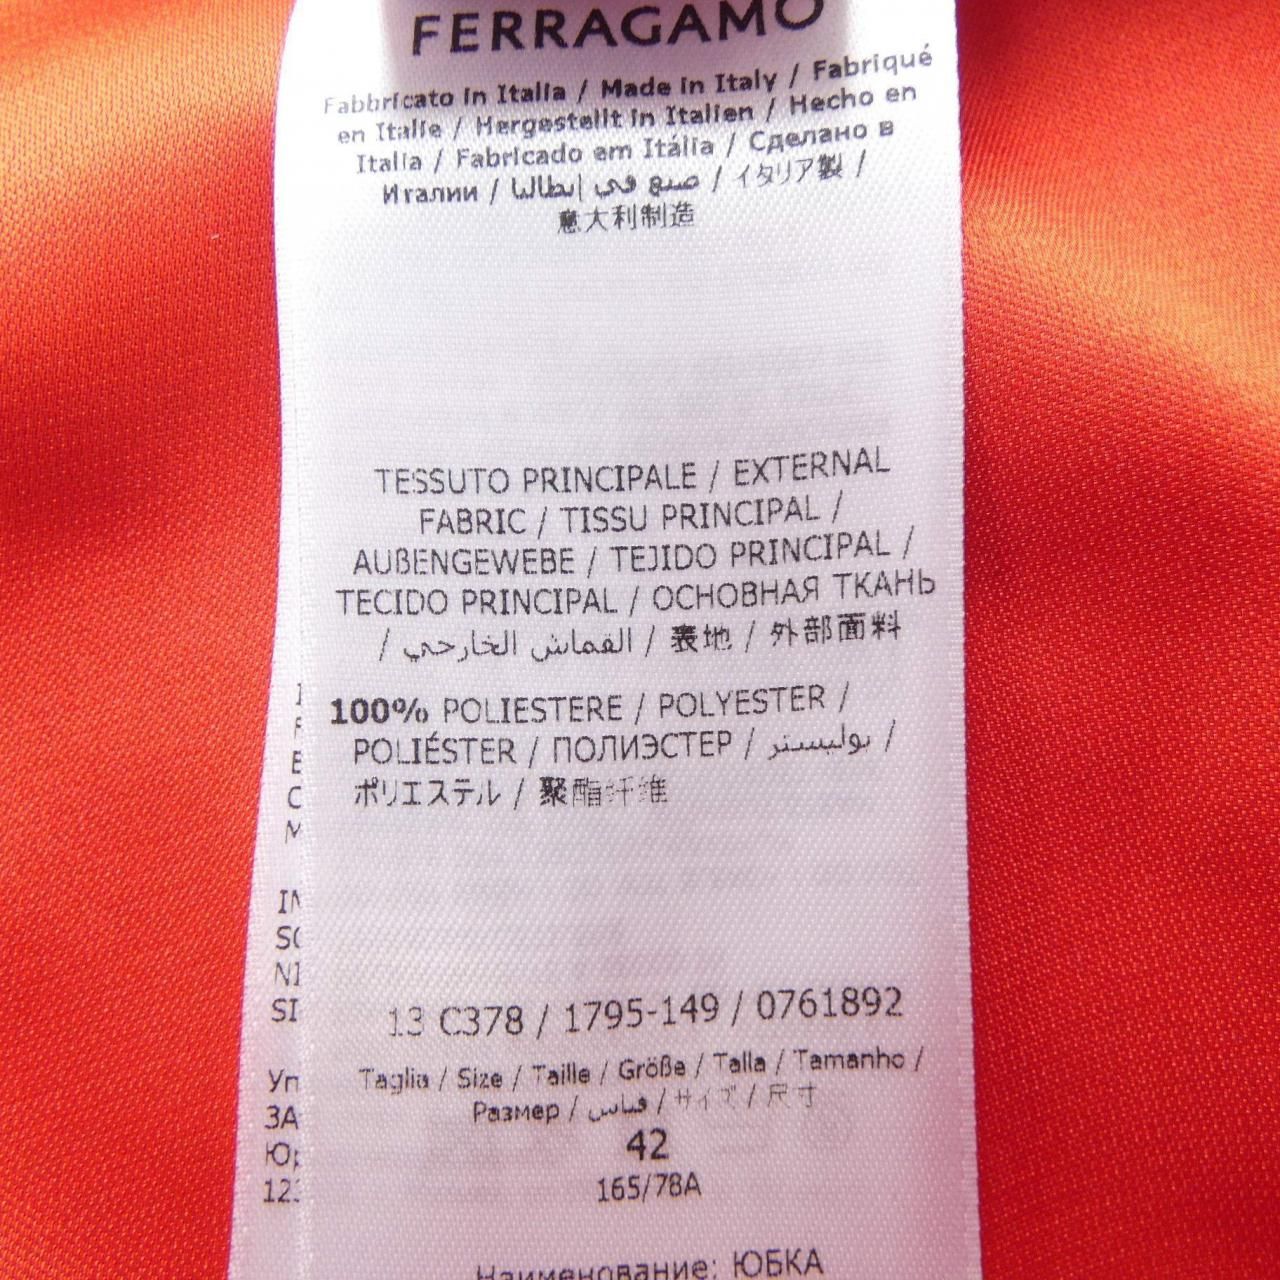 FERRAGAMO
Fabbricato in Italia / Made in Italy / Fabriqué
en Italie / Hergestellt in Italien / Hecho en
Italia / Fabricado em Itália / Сделано в
Италии / صنع في إيطاليا / イタリア製 /
意大利制造
TESSUTO PRINCIPALE / EXTERNAL
FABRIC / TISSU PRINCIPAL /
AUßENGEWEBE / TEJIDO PRINCIPAL /
TECIDO PRINCIPAL / ОСНОВНАЯ ТКАНЬ
/ القماش الخارجي / 表地 / 外部面料
100% POLIESTERE / POLYESTER /
POLIÉSTER / ПОЛИЭСТЕР / بوليستر /
ポリエステル / 聚酯纤维
13 C378 / 1795-149 / 0761892
Taglia / Size / Taille / Größe / Talla / Tamanho /
Размер / قياس / サイズ / 尺寸
42
165/78A
Наименование: ЮБКА